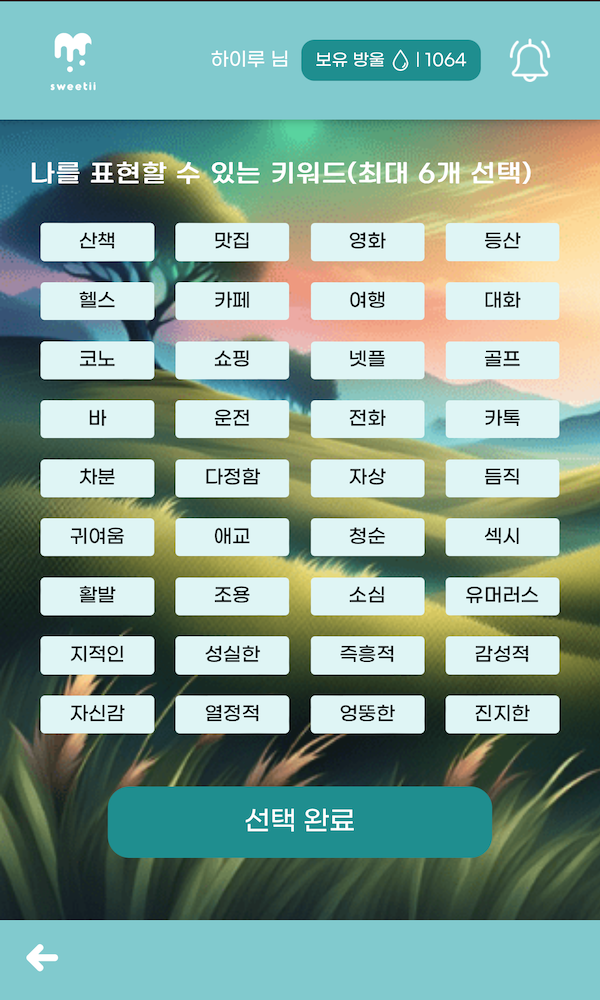 sweetii
하이루 님
보유 방울 | 1064
나를 표현할 수 있는 키워드(최대 6개 선택)
산책 맛집 영화 등산
헬스 카페 여행 대화
코노 쇼핑 넷플 골프
바 운전 전화 카톡
차분 다정함 자상 듬직
귀여움 애교 청순 섹시
활발 조용 소심 유머러스
지적인 성실한 즉흥적 감성적
자신감 열정적 엉뚱한 진지한
선택 완료